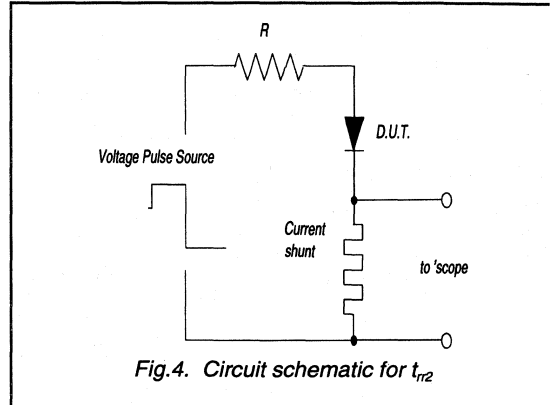 R
D.U.T.
Voltage Pulse Source
Current
shunt
to 'scope
Fig.4. Circuit schematic for trr2